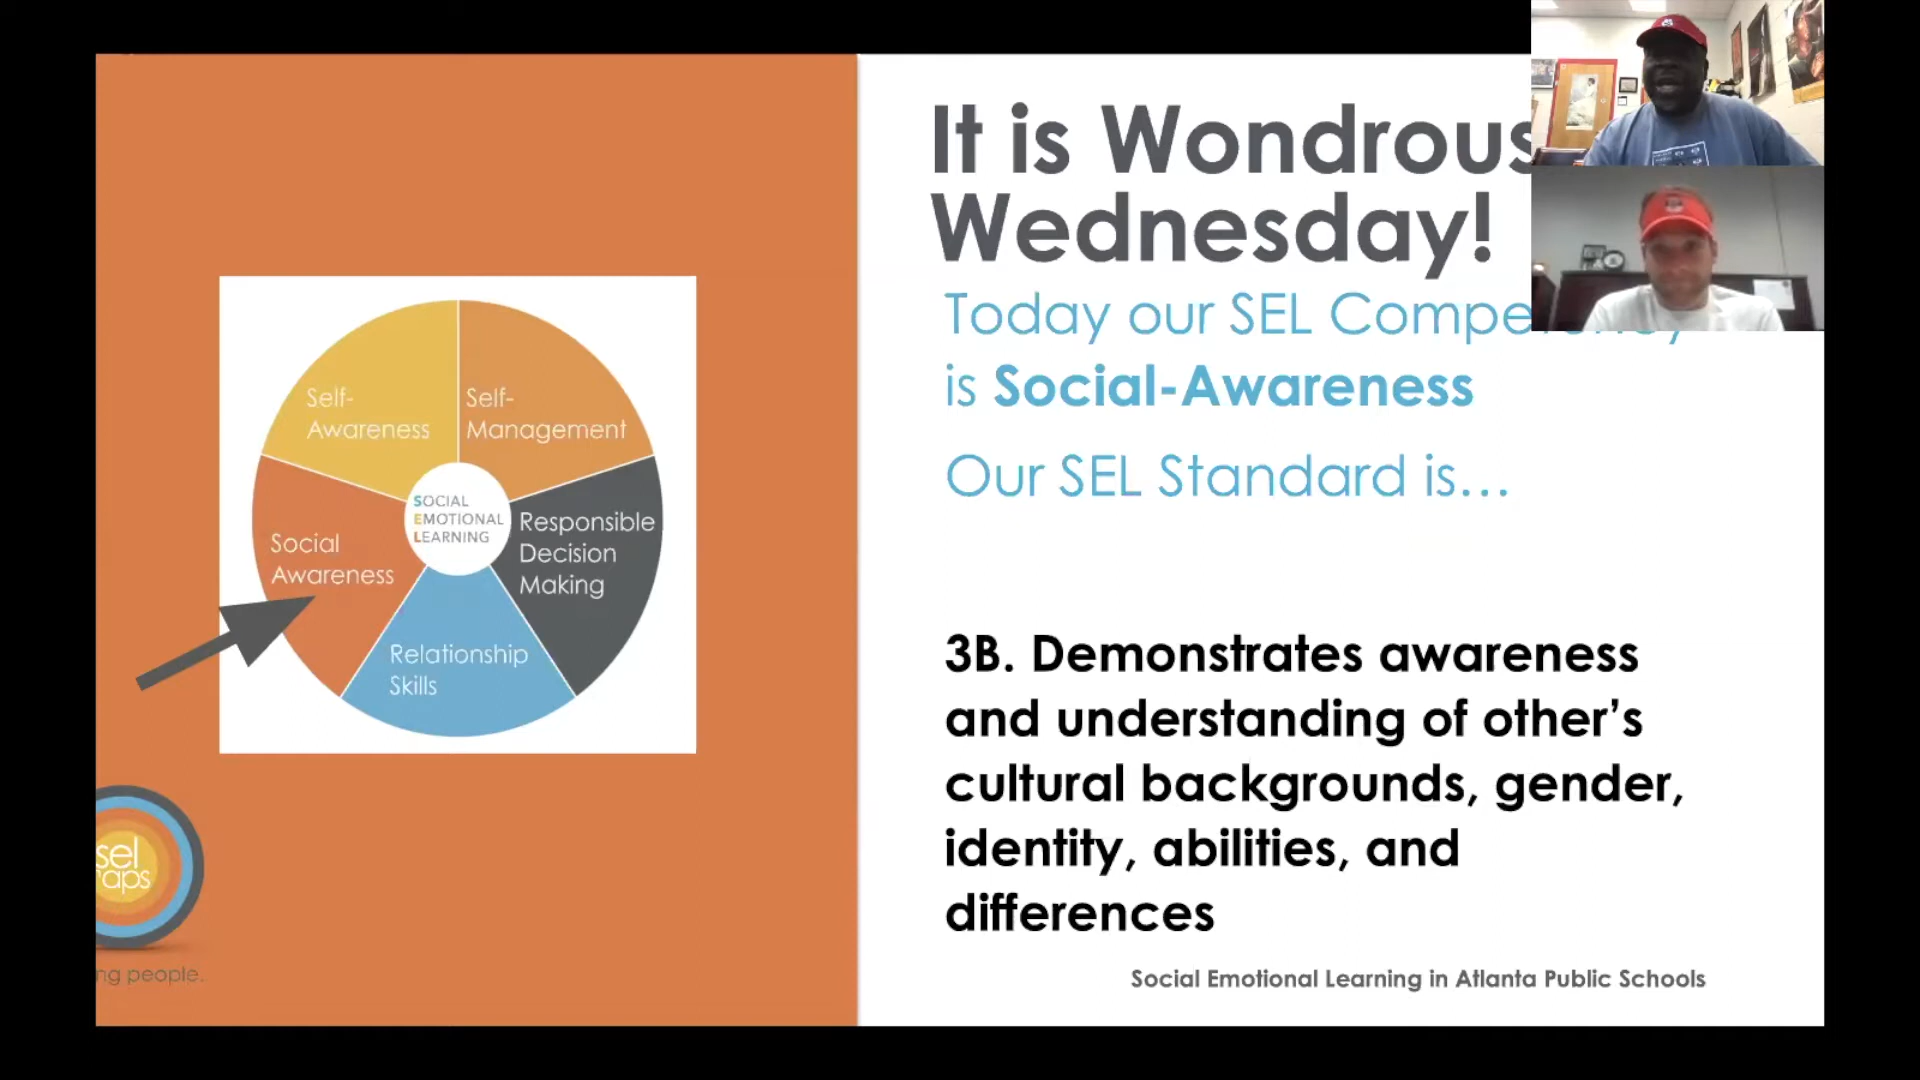 It is Wondrous
Wednesday!
Today our SEL
is Social-Awareness
Our SEL Standard is...
3B. Demonstrates awareness
and understanding of other's
cultural backgrounds, gender,
identity, abilities, and
differences
Social Emotional Learning in Atlanta Public Schools
Self-
Awareness
Self-
Management
SOCIAL
EMOTIONAL
LEARNING
Responsible
Decision
Making
Social
Awareness
Relationship
Skills
sel
aps
people.